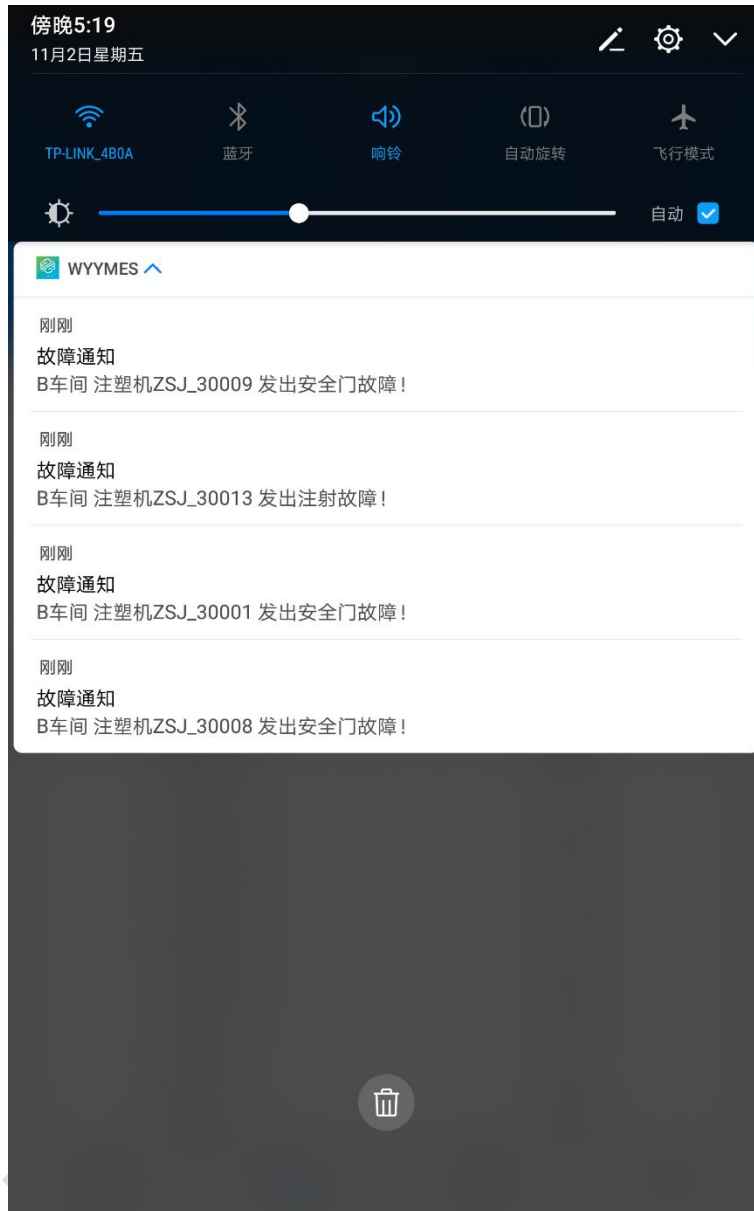 傍晚5:19
11月2日星期五
TP-LINK_4B0A
蓝牙
响铃
自动旋转
飞行模式
自动
WYYMES
刚刚
故障通知
B车间 注塑机ZSJ_30009 发出安全门故障!
刚刚
故障通知
B车间 注塑机ZSJ_30013 发出注射故障!
刚刚
故障通知
B车间 注塑机ZSJ_30001 发出安全门故障!
刚刚
故障通知
B车间 注塑机ZSJ_30008 发出安全门故障!